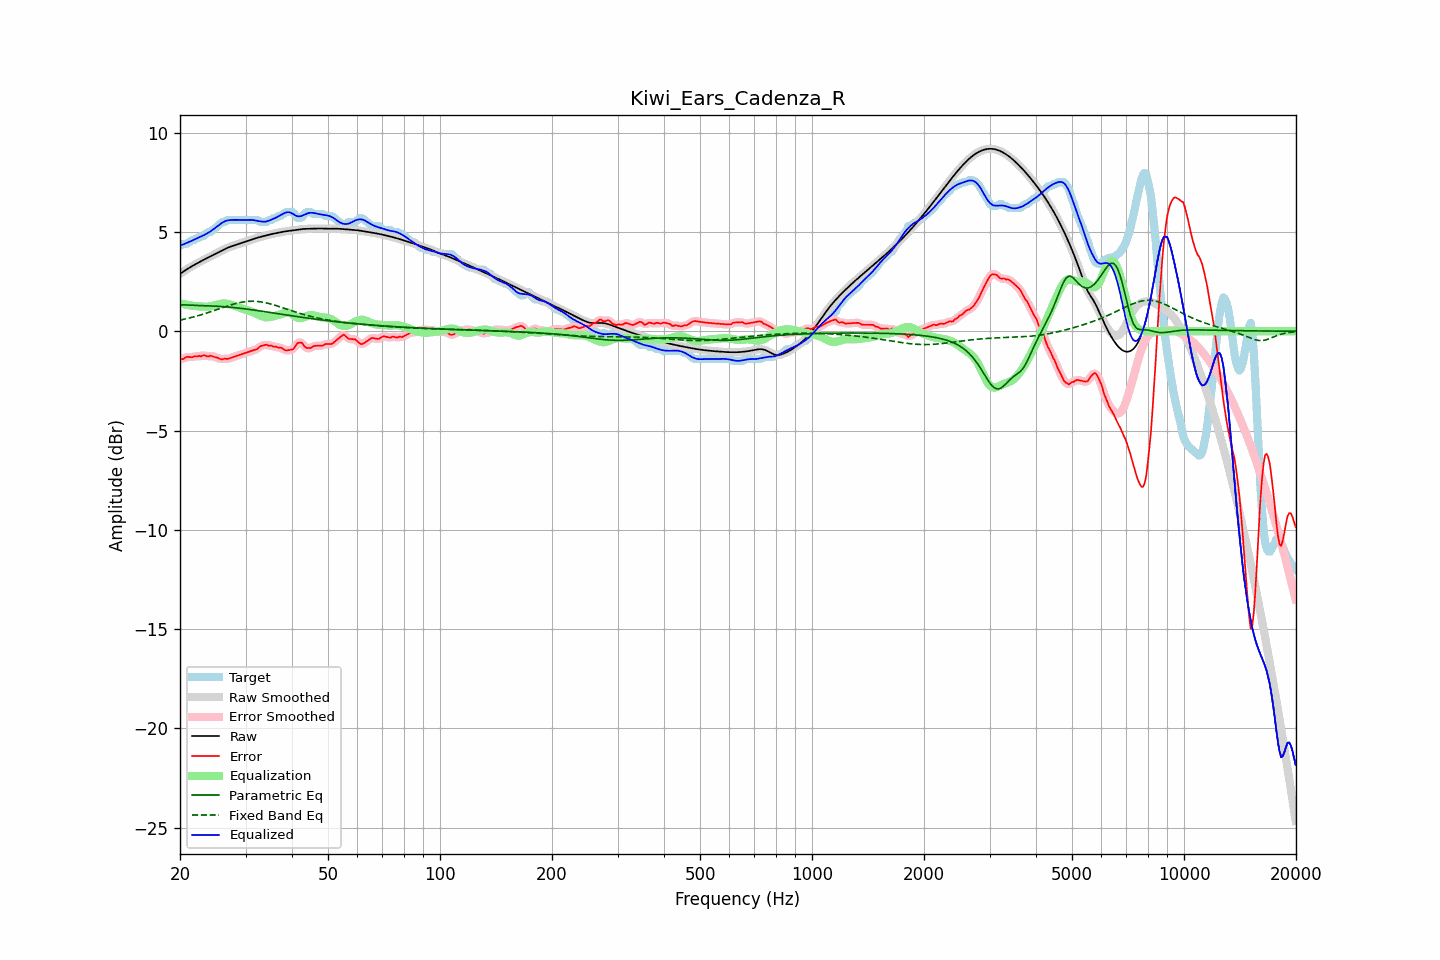 Kiwi_Ears_Cadenza_R
10
5
0
−5
−10
−15
−20
−25
Amplitude (dBr)
Target
Raw Smoothed
Error Smoothed
Raw
Error
Equalization
Parametric Eq
Fixed Band Eq
Equalized
20 50 100 200 500 1000 2000 5000 10000 20000
Frequency (Hz)